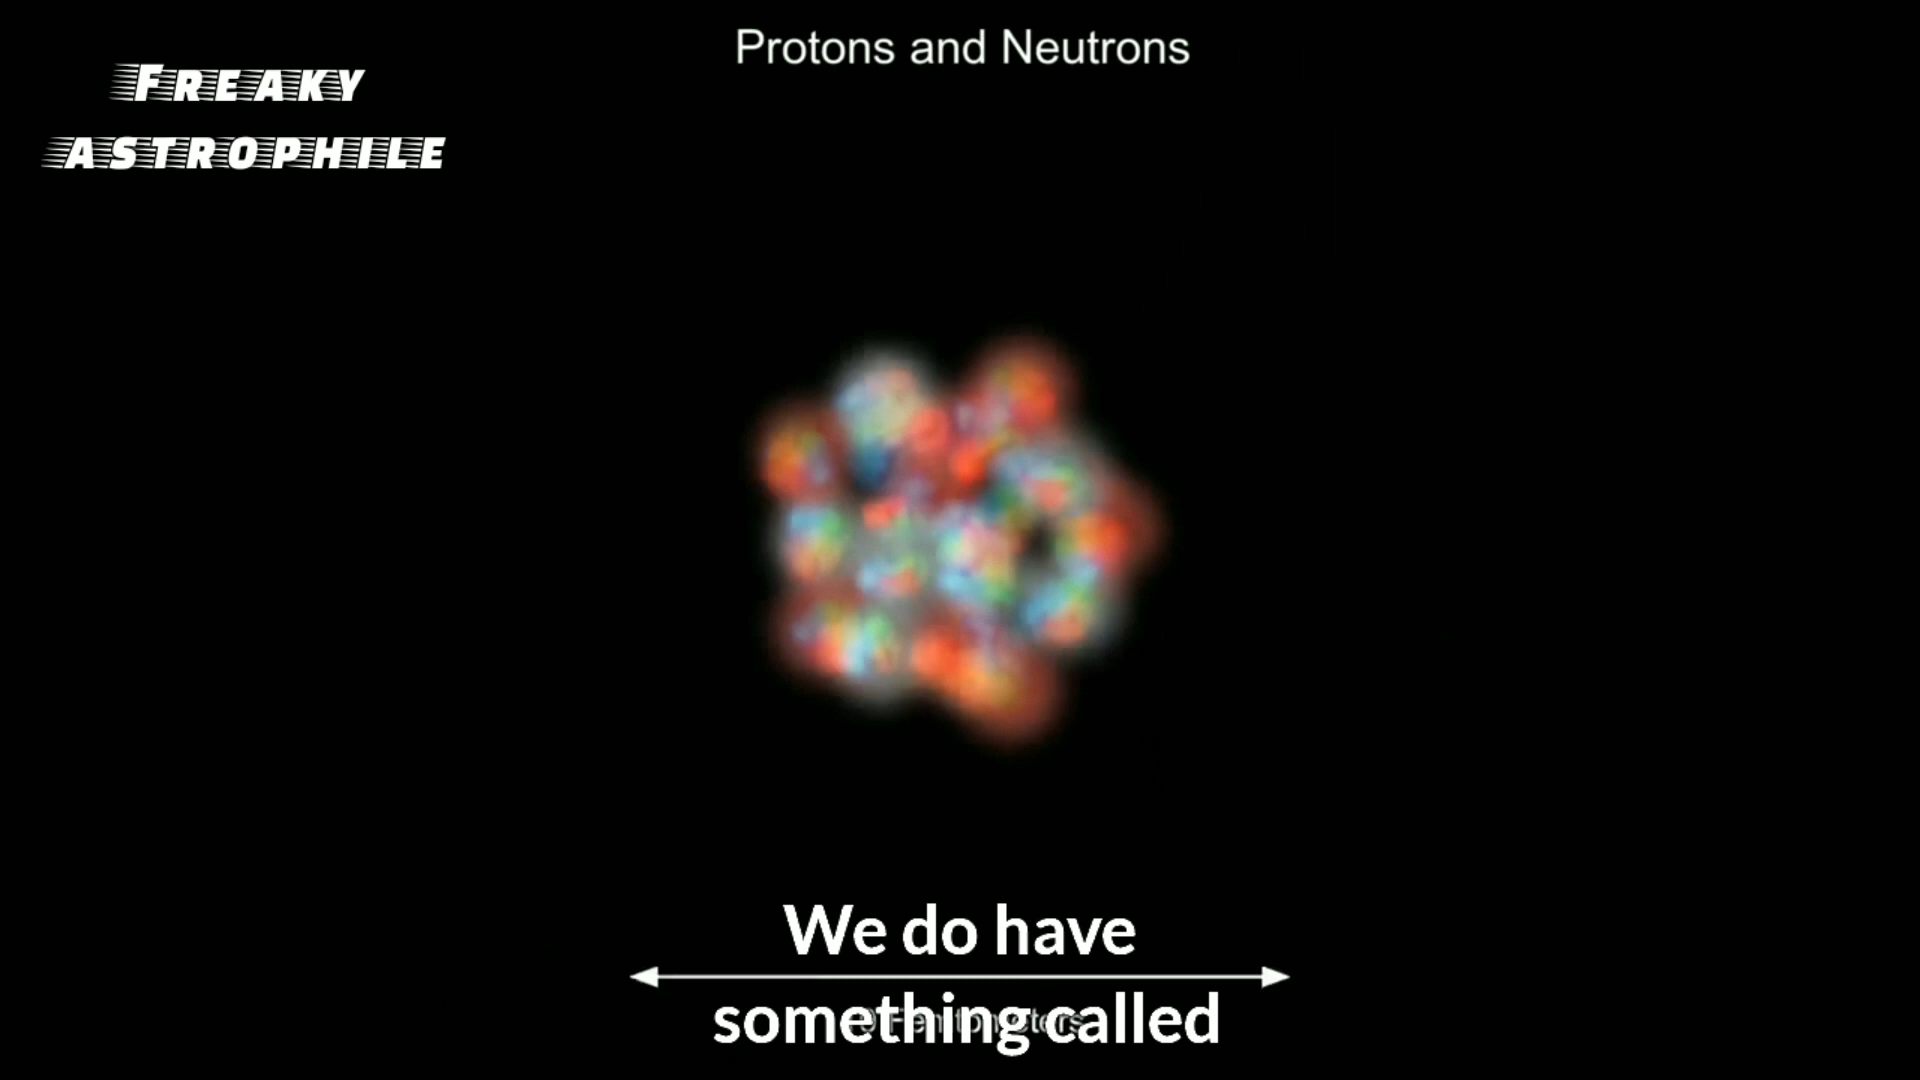 Protons and Neutrons
FREAKY
ASTROPHILE
We do have
something called